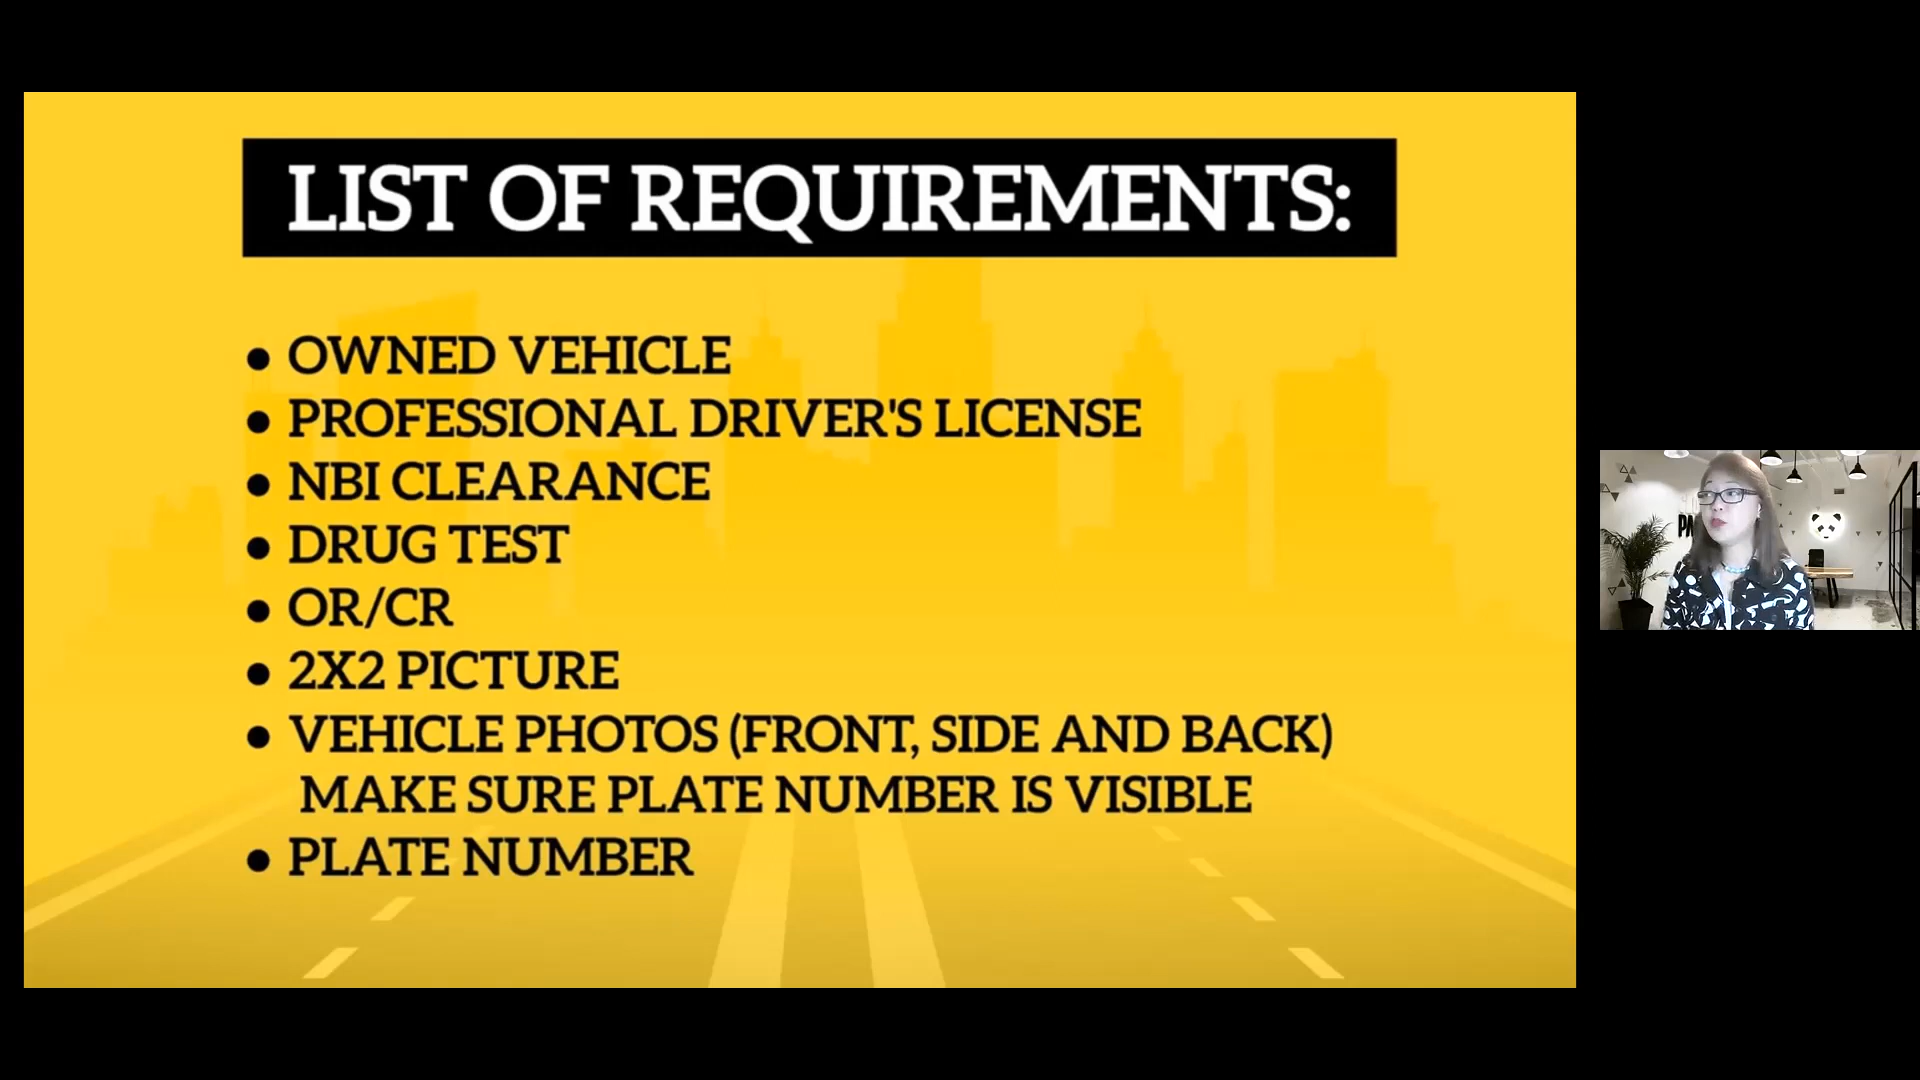 LIST OF REQUIREMENTS:
● OWNED VEHICLE
● PROFESSIONAL DRIVER'S LICENSE
● NBI CLEARANCE
● DRUG TEST
● OR/CR
● 2X2 PICTURE
● VEHICLE PHOTOS (FRONT, SIDE AND BACK)
MAKE SURE PLATE NUMBER IS VISIBLE
● PLATE NUMBER